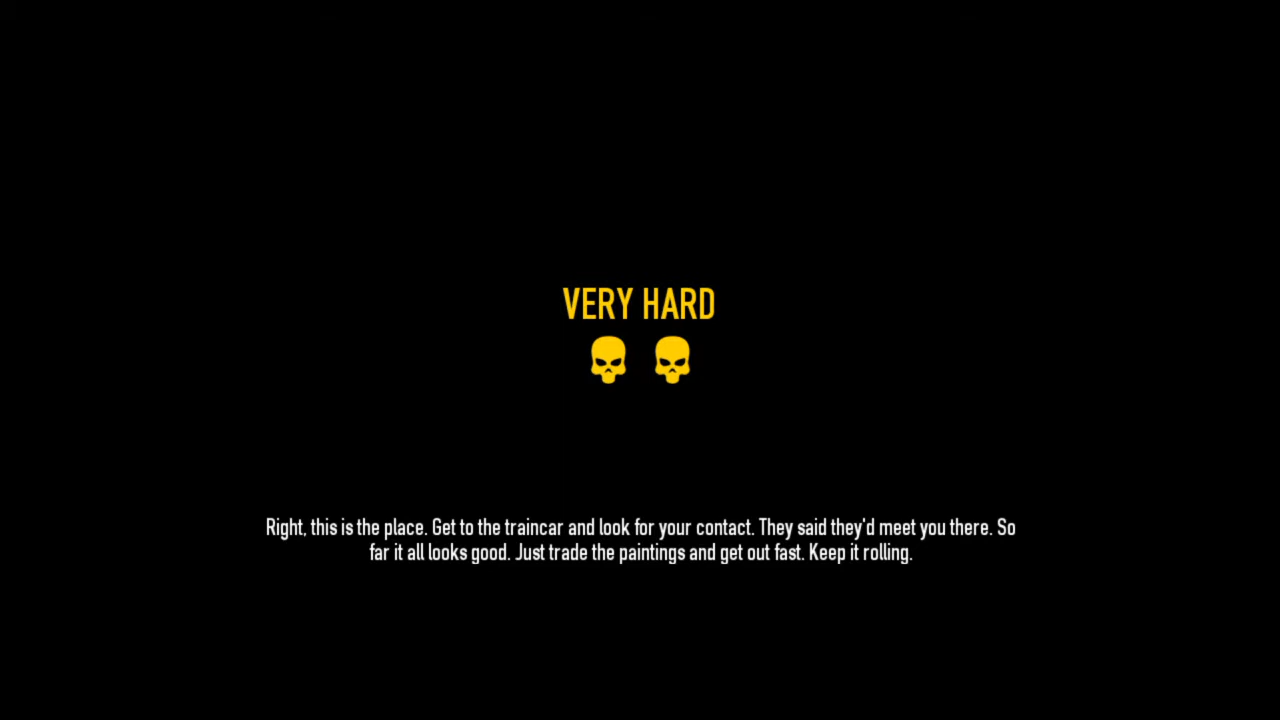 VERY HARD
Right, this is the place. Get to the traincar and look for your contact. They said they'd meet you there. So
far it all looks good. Just trade the paintings and get out fast. Keep it rolling.